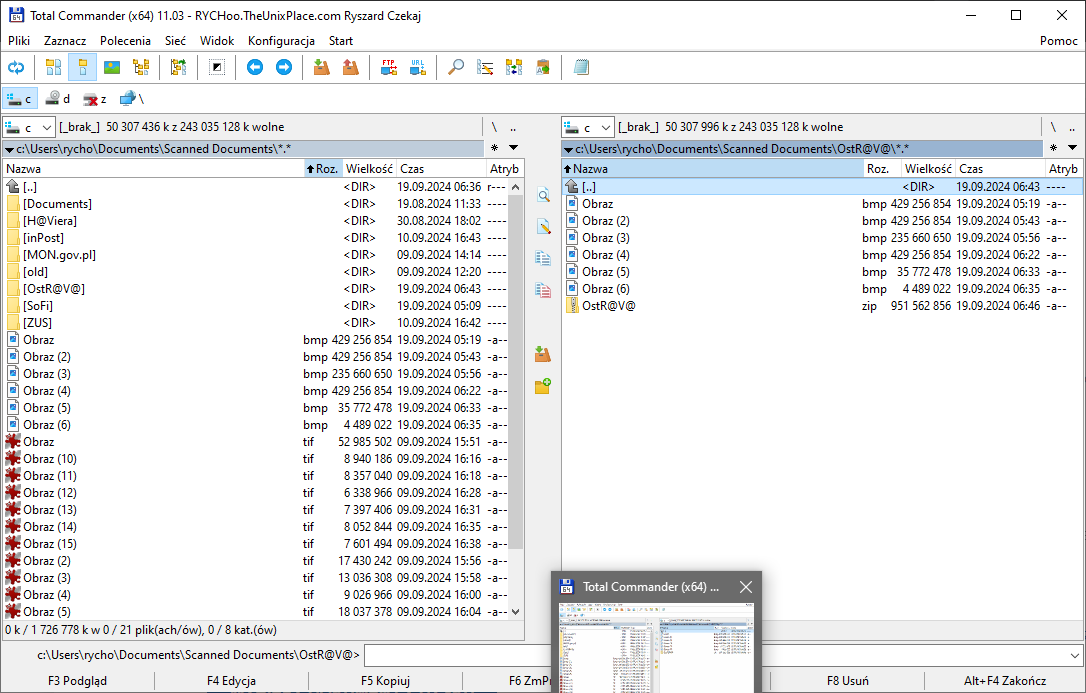 Total Commander (x64) 11.03 - RYCHoo.TheUnixPlace.com Ryszard Czekaj
Pliki Zaznacz Polecenia Sieć Widok Konfiguracja Start Pomoc
FTP URL
c d z \
c [_brak_] 50 307 436 k z 243 035 128 k wolne \ ..
c:\Users\rycho\Documents\Scanned Documents\*.* * 
Nazwa Roz. Wielkość Czas Atryb
[..] <DIR> 19.09.2024 06:36 r---
[Documents] <DIR> 19.08.2024 11:33 ----
[H@Viera] <DIR> 30.08.2024 18:02 ----
[inPost] <DIR> 10.09.2024 16:43 ----
[MON.gov.pl] <DIR> 09.09.2024 14:14 ----
[old] <DIR> 09.09.2024 12:20 ----
[OstR@V@] <DIR> 19.09.2024 06:43 ----
[SoFi] <DIR> 19.09.2024 05:09 ----
[ZUS] <DIR> 10.09.2024 16:42 ----
Obraz bmp 429 256 854 19.09.2024 05:19 -a--
Obraz (2) bmp 429 256 854 19.09.2024 05:43 -a--
Obraz (3) bmp 235 660 650 19.09.2024 05:56 -a--
Obraz (4) bmp 429 256 854 19.09.2024 06:22 -a--
Obraz (5) bmp 35 772 478 19.09.2024 06:33 -a--
Obraz (6) bmp 4 489 022 19.09.2024 06:35 -a--
Obraz tif 52 985 502 09.09.2024 15:51 -a--
Obraz (10) tif 8 940 186 09.09.2024 16:16 -a--
Obraz (11) tif 8 357 040 09.09.2024 16:18 -a--
Obraz (12) tif 6 338 966 09.09.2024 16:28 -a--
Obraz (13) tif 7 397 406 09.09.2024 16:31 -a--
Obraz (14) tif 8 052 844 09.09.2024 16:35 -a--
Obraz (15) tif 7 601 494 09.09.2024 16:38 -a--
Obraz (2) tif 17 430 242 09.09.2024 15:56 -a--
Obraz (3) tif 13 036 308 09.09.2024 15:58 -a--
Obraz (4) tif 9 026 966 09.09.2024 16:00 -a--
Obraz (5) tif 18 037 378 09.09.2024 16:04 -a--
0 k / 1 726 778 k w 0 / 21 plik(ach/ów), 0 / 8 kat.(ów)
c [_brak_] 50 307 996 k z 243 035 128 k wolne \ ..
c:\Users\rycho\Documents\Scanned Documents\OstR@V@\*.* *
Nazwa Roz. Wielkość Czas Atryb
[..] <DIR> 19.09.2024 06:43 ----
Obraz bmp 429 256 854 19.09.2024 05:19 -a--
Obraz (2) bmp 429 256 854 19.09.2024 05:43 -a--
Obraz (3) bmp 235 660 650 19.09.2024 05:56 -a--
Obraz (4) bmp 429 256 854 19.09.2024 06:22 -a--
Obraz (5) bmp 35 772 478 19.09.2024 06:33 -a--
Obraz (6) bmp 4 489 022 19.09.2024 06:35 -a--
OstR@V@ zip 951 562 856 19.09.2024 06:46 -a--
Total Commander (x64) ...
c:\Users\rycho\Documents\Scanned Documents\OstR@V@>
F3 Podgląd F4 Edycja F5 Kopiuj F6 ZmPr F8 Usuń Alt+F4 Zakończ